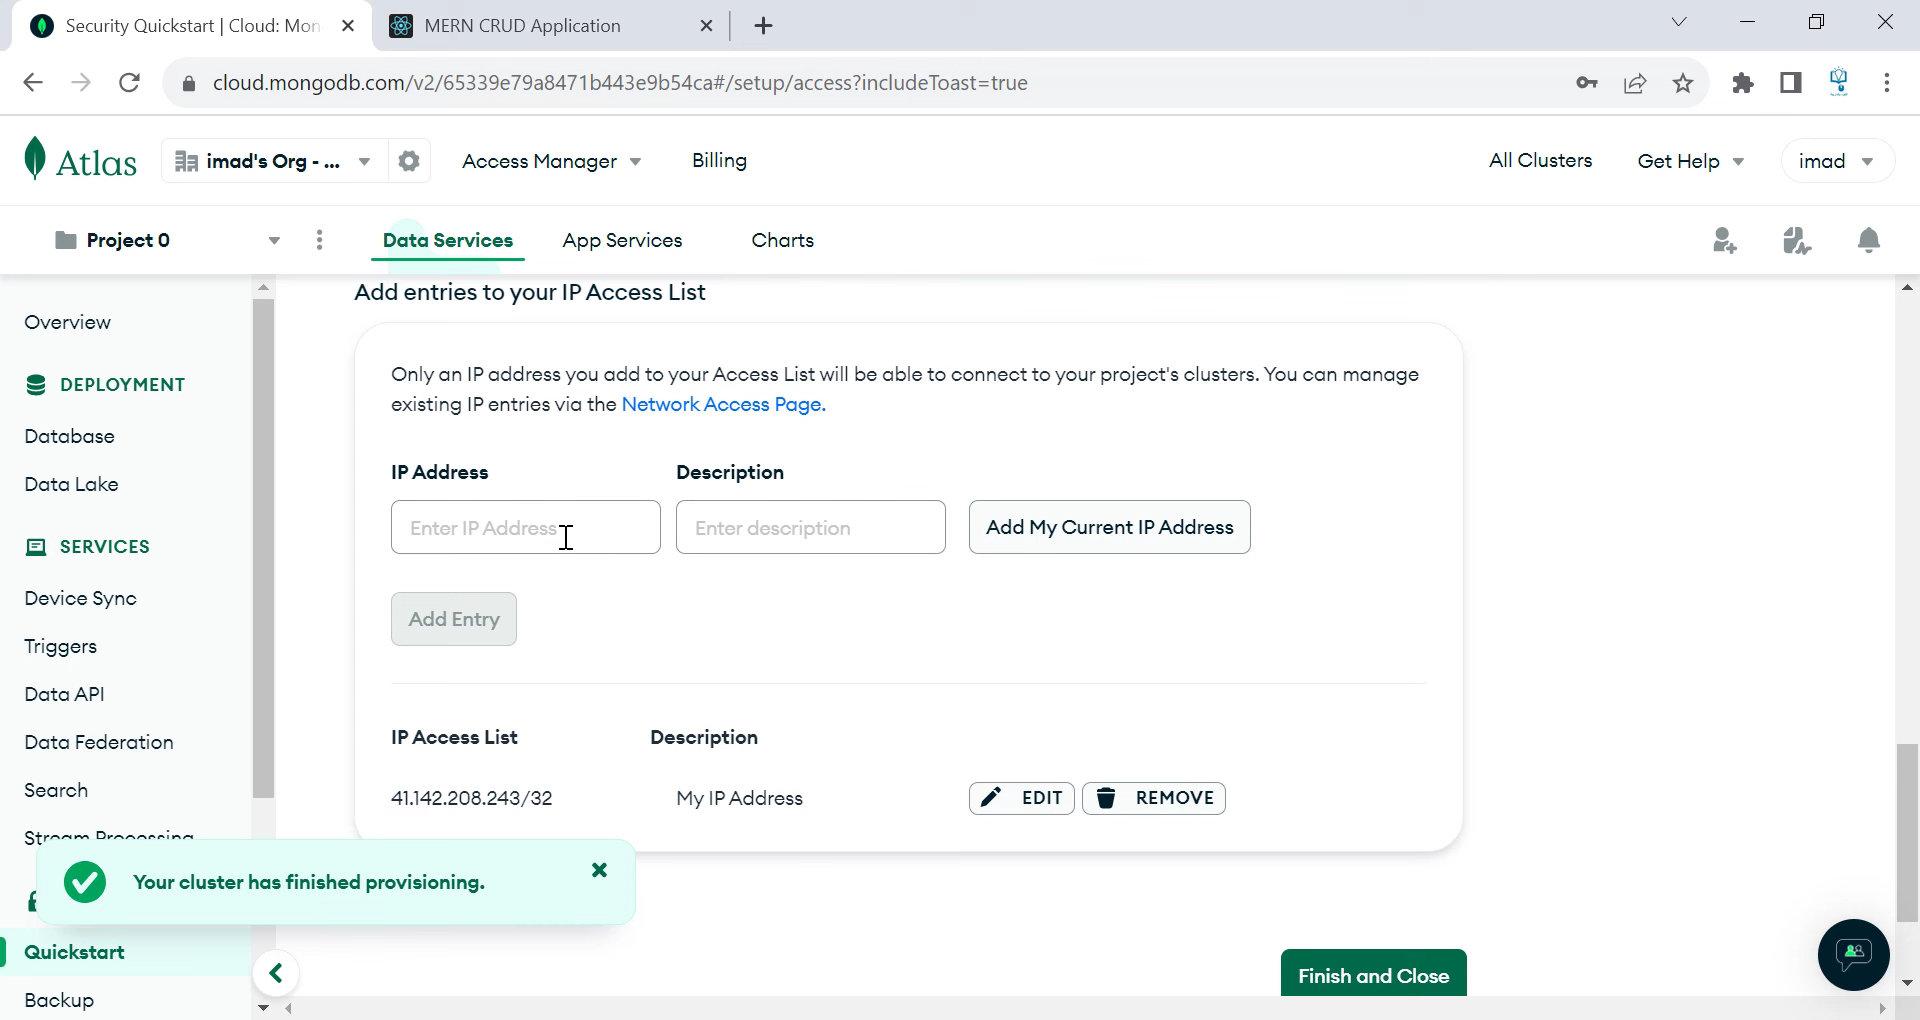 Security Quickstart | Cloud: Mon
MERN CRUD Application
cloud.mongodb.com/v2/65339e79a8471b443e9b54ca#/setup/access?includeToast=true
Atlas
imad's Org - ...
Access Manager
Billing
All Clusters
Get Help
imad
Project 0
Data Services
App Services
Charts
Overview
DEPLOYMENT
Database
Data Lake
SERVICES
Device Sync
Triggers
Data API
Data Federation
Search
Stream Processing
Quickstart
Backup
Add entries to your IP Access List
Only an IP address you add to your Access List will be able to connect to your project's clusters. You can manage
existing IP entries via the Network Access Page.
IP Address
Description
Enter IP Address
Enter description
Add My Current IP Address
Add Entry
IP Access List
Description
41.142.208.243/32
My IP Address
EDIT
REMOVE
Your cluster has finished provisioning.
Finish and Close